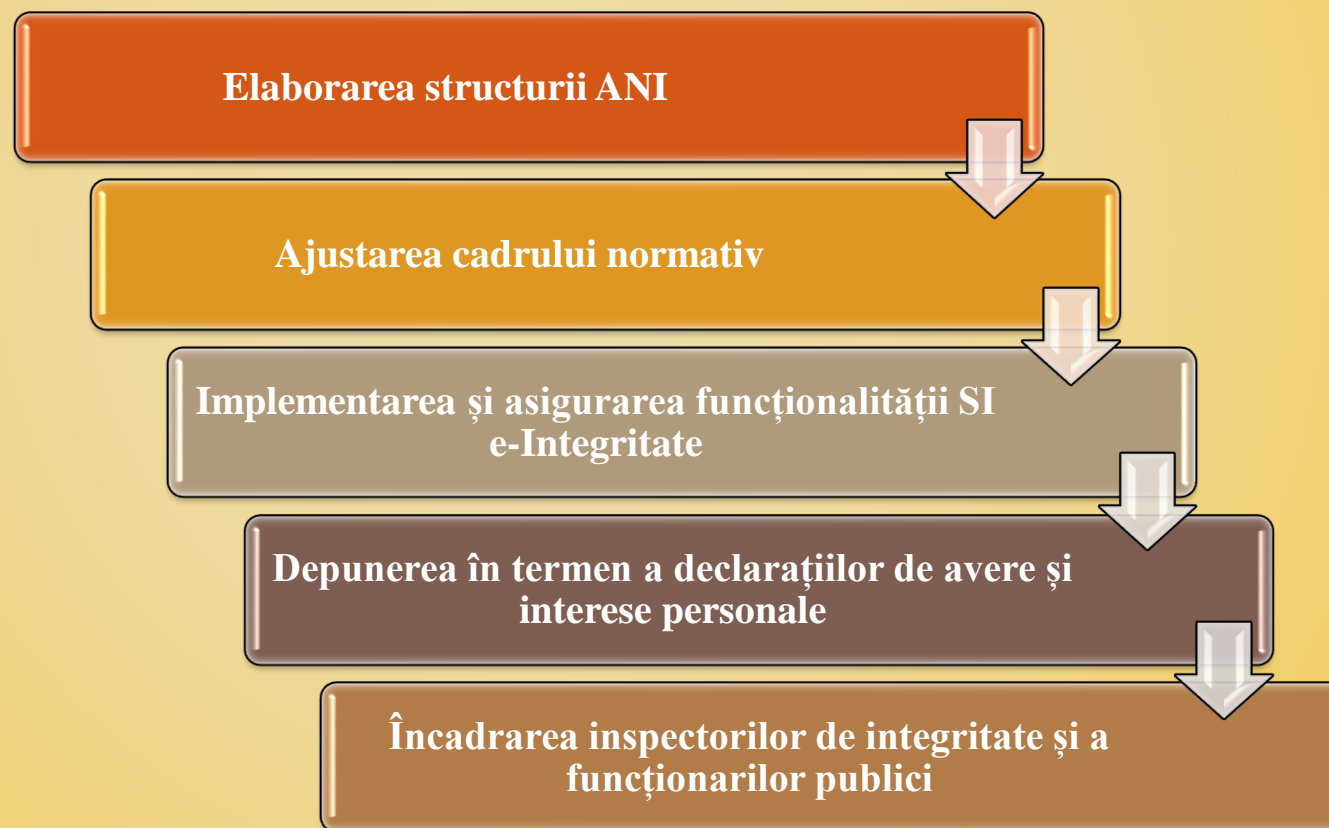 Elaborarea structurii ANI
Ajustarea cadrului normativ
Implementarea și asigurarea funcționalității SI
e-Integritate
Depunerea în termen a declarațiilor de avere și
interese personale
Încadrarea inspectorilor de integritate și a
funcționarilor publici